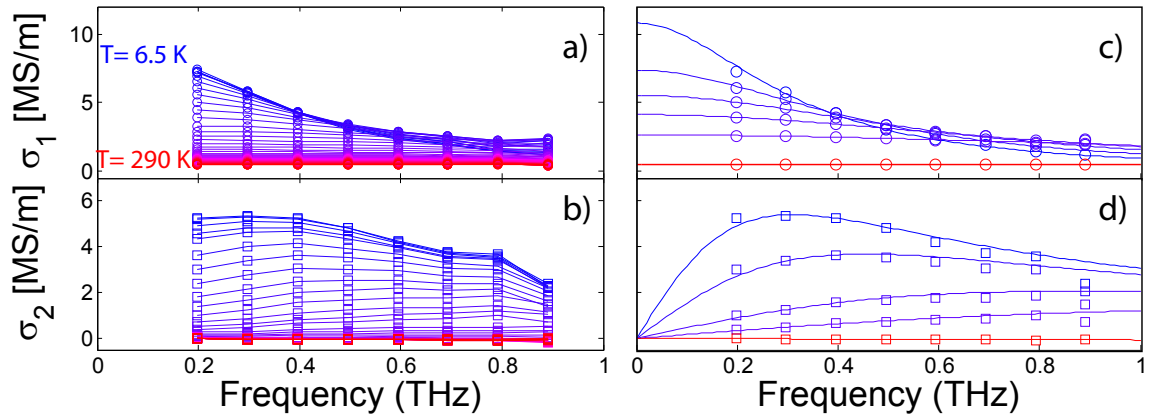 a)
c)
T= 6.5 K
T= 290 K
σ1 [MS/m]
10
5
0
b)
d)
σ2 [MS/m]
6
4
2
0
0 0.2 0.4 0.6 0.8 1
0 0.2 0.4 0.6 0.8 1
Frequency (THz)
Frequency (THz)